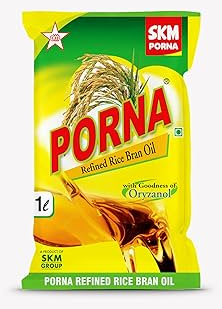 SKM
PORNA
PORNA®
Refined Rice Bran Oil
with Goodness of
Oryzanol
1ℓ
A PRODUCT OF
SKM
GROUP
PORNA REFINED RICE BRAN OIL